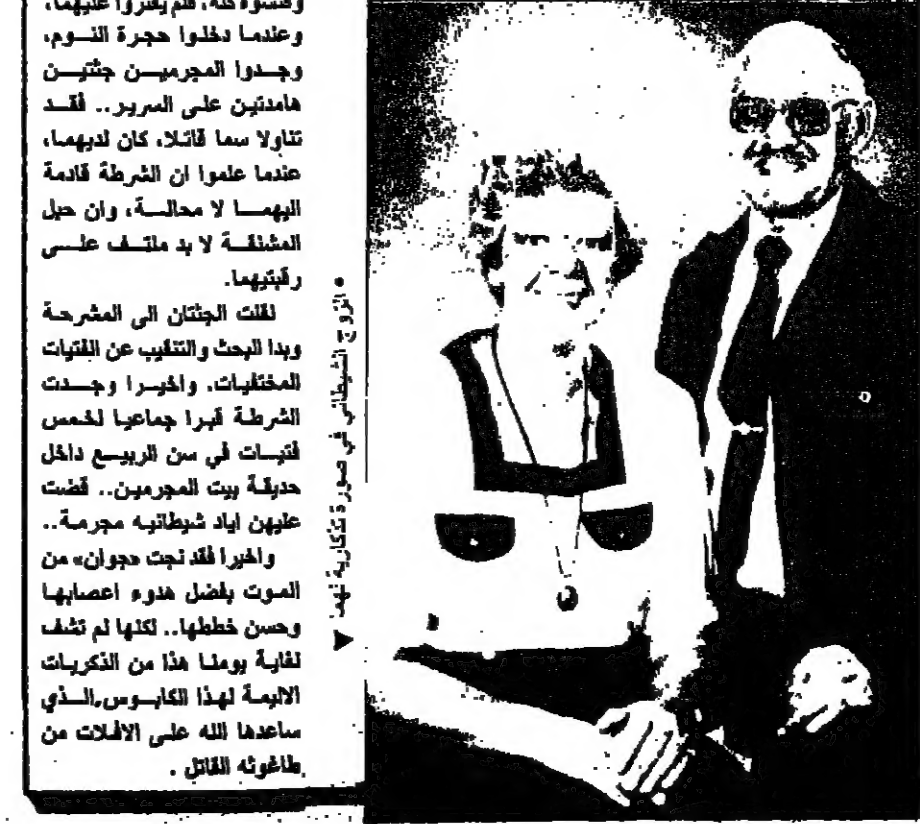 وفتشوه كله، فلم يعثروا عليهما،
وعندما دخلوا حجرة النوم،
وجدوا المجرمين جثتين
هامدتين على السرير.. فقد
تناولا سما قاتلا، كان لديهما،
عندما علموا ان الشرطة قادمة
اليهما لا محالة، وان حبل
المشنقة لا بد ملتف على
رقبتيهما.
نقلت الجثتان الى المشرحة
وبدا البحث والتنقيب عن الفتيات
المختفيات. واخيرا وجدت
الشرطة قبرا جماعيا لخمس
فتيات في سن الربيع داخل
حديقة بيت المجرمين.. قضت
عليهن اياد شيطانيه مجرمة..
واخيرا فقد نجت «جوان» من
الموت بفضل هدوء اعصابها
وحسن خططها.. لكنها لم تشف
لغاية يومنا هذا من الذكريات
الاليمة لهذا الكابوس,الذي
ساعدها الله على الافلات من
طاغوته القاتل .
• الزوج الشيطاني في صورة تذكارية لهما ▼